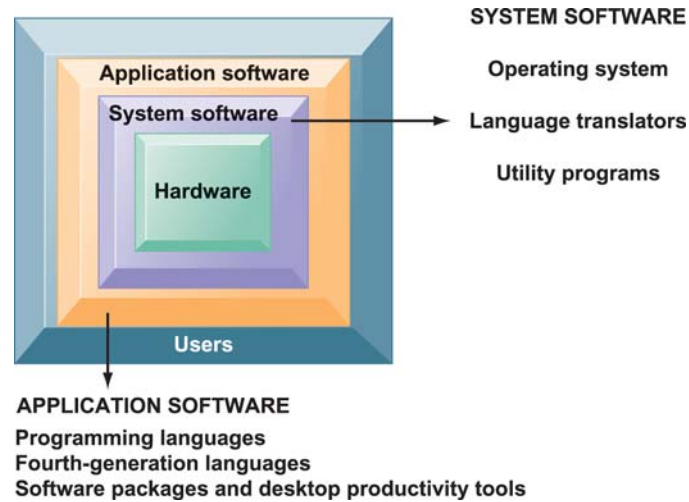 SYSTEM SOFTWARE
Application software
Operating system
System software
Language translators
Utility programs
Hardware
Users
APPLICATION SOFTWARE
Programming languages
Fourth-generation languages
Software packages and desktop productivity tools